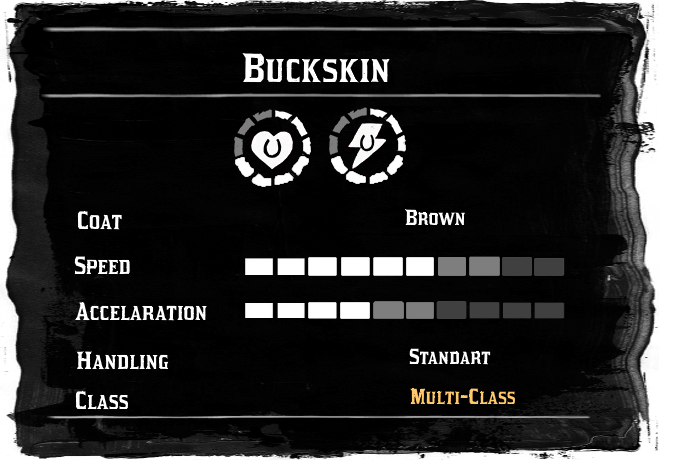 Buckskin
Coat Brown
Speed
Accelaration
Handling Standart
Class Multi-Class